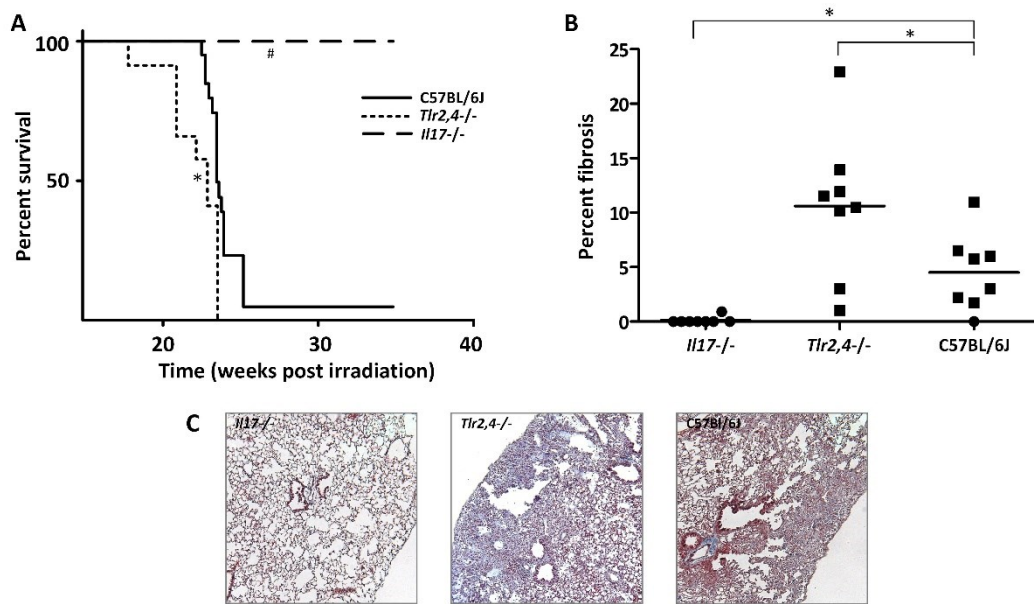 A
Percent survival
100
50
#
*
C57BL/6J
Tlr2,4-/-
Il17-/-
20
30
40
Time (weeks post irradiation)
B
*
*
Percent fibrosis
25
20
15
10
5
0
Il17-/-
Tlr2,4-/-
C57BL/6J
C
Il17-/-
Tlr2,4-/-
C57Bl/6J